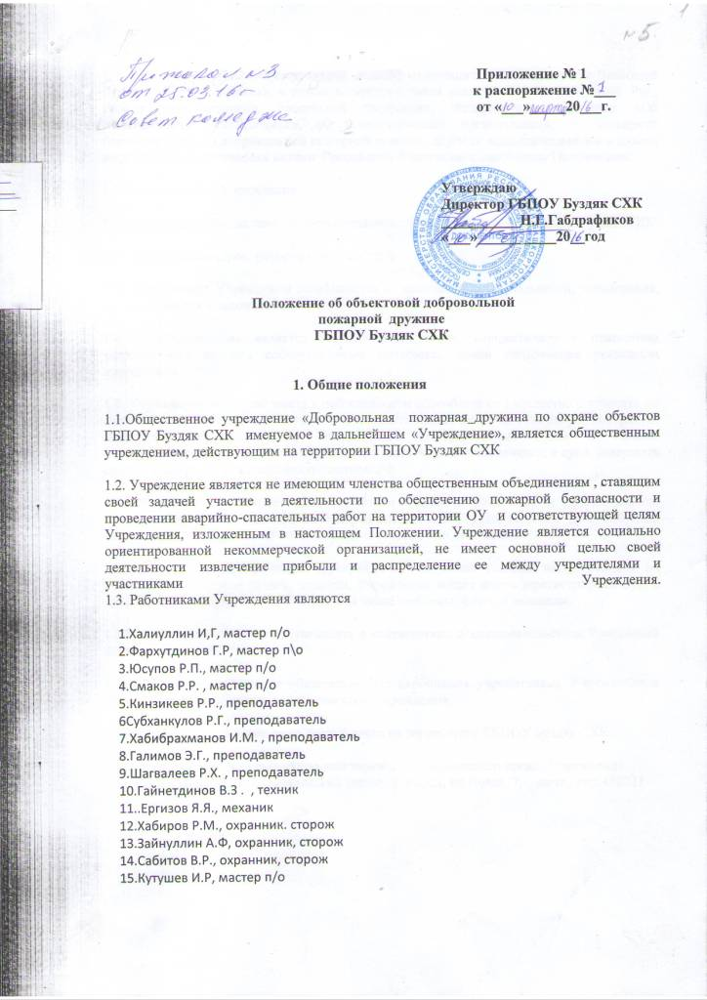 №5.
Протокол №3
от 25.03.16г
Совет колледжа
Приложение № 1
к распоряжение № 1
от «10» марта 2016 г.
Утверждаю
Директор ГБПОУ Буздяк СХК
Н.Е.Габдрафиков
«10» 2016 год
Положение об объектовой добровольной
пожарной дружине
ГБПОУ Буздяк СХК
1. Общие положения
1.1.Общественное учреждение «Добровольная пожарная_дружина по охране объектов
ГБПОУ Буздяк СХК именуемое в дальнейшем «Учреждение», является общественным
учреждением, действующим на территории ГБПОУ Буздяк СХК
1.2. Учреждение является не имеющим членства общественным объединениям , ставящим
своей задачей участие в деятельности по обеспечению пожарной безопасности и
проведении аварийно-спасательных работ на территории ОУ и соответствующей целям
Учреждения, изложенным в настоящем Положении. Учреждение является социально
ориентированной некоммерческой организацией, не имеет основной целью своей
деятельности извлечение прибыли и распределение ее между учредителями и
участниками Учреждения.
1.3. Работниками Учреждения являются
1.Халиуллин И,Г, мастер п/о
2.Фархутдинов Г.Р, мастер п\о
3.Юсупов Р.П., мастер п/о
4.Смаков Р.Р. , мастер п/о
5.Кинзикеев Р.Р., преподаватель
6Субханкулов Р.Г., преподаватель
7.Хабибрахманов И.М. , преподаватель
8.Галимов Э.Г., преподаватель
9.Шагвалеев Р.Х. , преподаватель
10.Гайнетдинов В.З . , техник
11..Ергизов Я.Я., механик
12.Хабиров Р.М., охранник. сторож
13.Зайнуллин А.Ф, охранник, сторож
14.Сабитов В.Р., охранник, сторож
15.Кутушев И.Р, мастер п/о